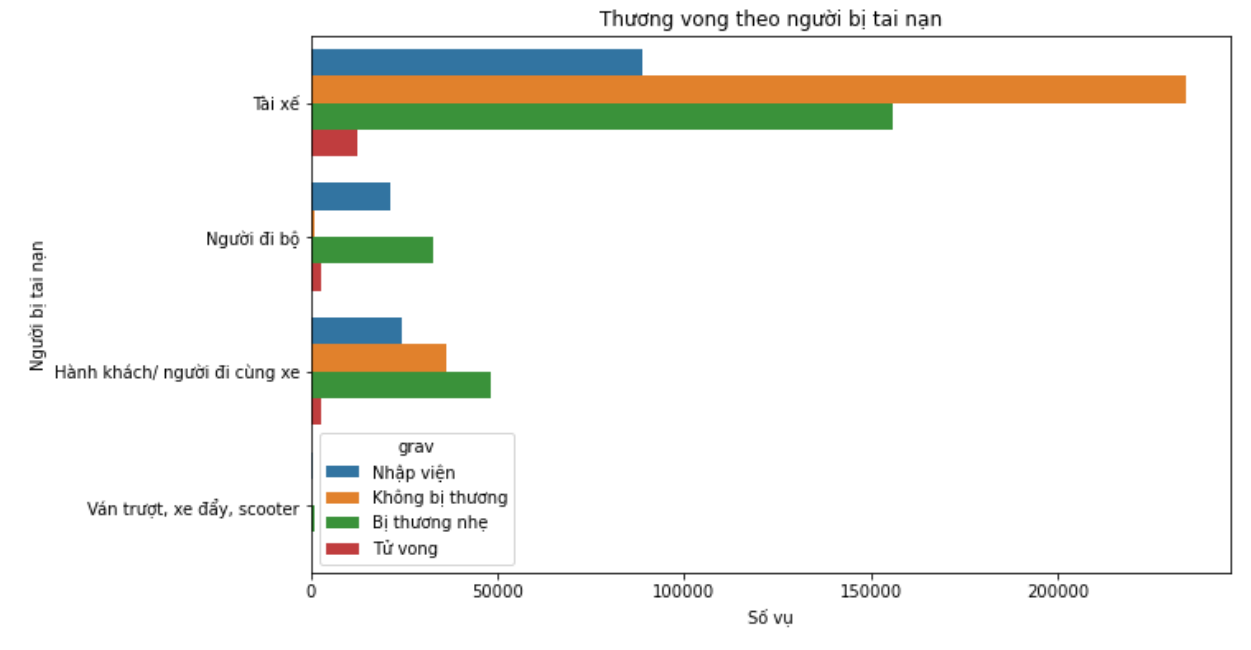 Thương vong theo người bị tai nạn
Người bị tai nạn
Tài xế
Người đi bộ
Hành khách/ người đi cùng xe
Ván trượt, xe đẩy, scooter
grav
Nhập viện
Không bị thương
Bị thương nhẹ
Tử vong
0 50000 100000 150000 200000
Số vụ